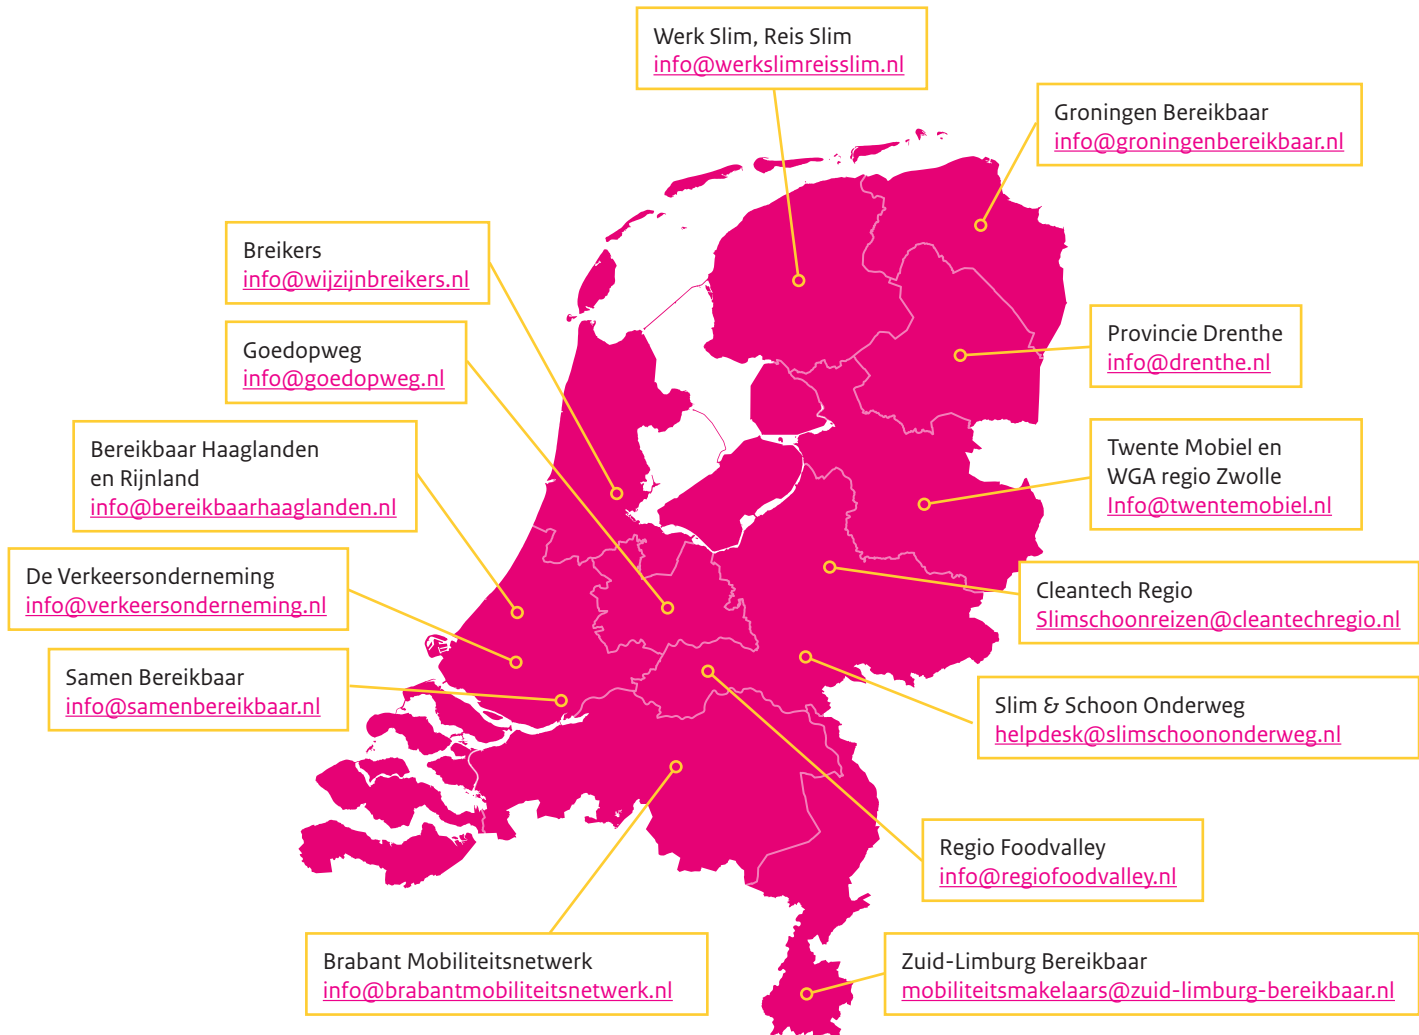 Werk Slim, Reis Slim
info@werkslimreisslim.nl
Groningen Bereikbaar
info@groningenbereikbaar.nl
Breikers
info@wijzijnbreikers.nl
Goedopweg
info@goedopweg.nl
Provincie Drenthe
info@drenthe.nl
Bereikbaar Haaglanden
en Rijnland
info@bereikbaarhaaglanden.nl
Twente Mobiel en
WGA regio Zwolle
Info@twentemobiel.nl
De Verkeersonderneming
info@verkeersonderneming.nl
Cleantech Regio
Slimschoonreizen@cleantechregio.nl
Samen Bereikbaar
info@samenbereikbaar.nl
Slim & Schoon Onderweg
helpdesk@slimschoononderweg.nl
Regio Foodvalley
info@regiofoodvalley.nl
Brabant Mobiliteitsnetwerk
info@brabantmobiliteitsnetwerk.nl
Zuid-Limburg Bereikbaar
mobiliteitsmakelaars@zuid-limburg-bereikbaar.nl